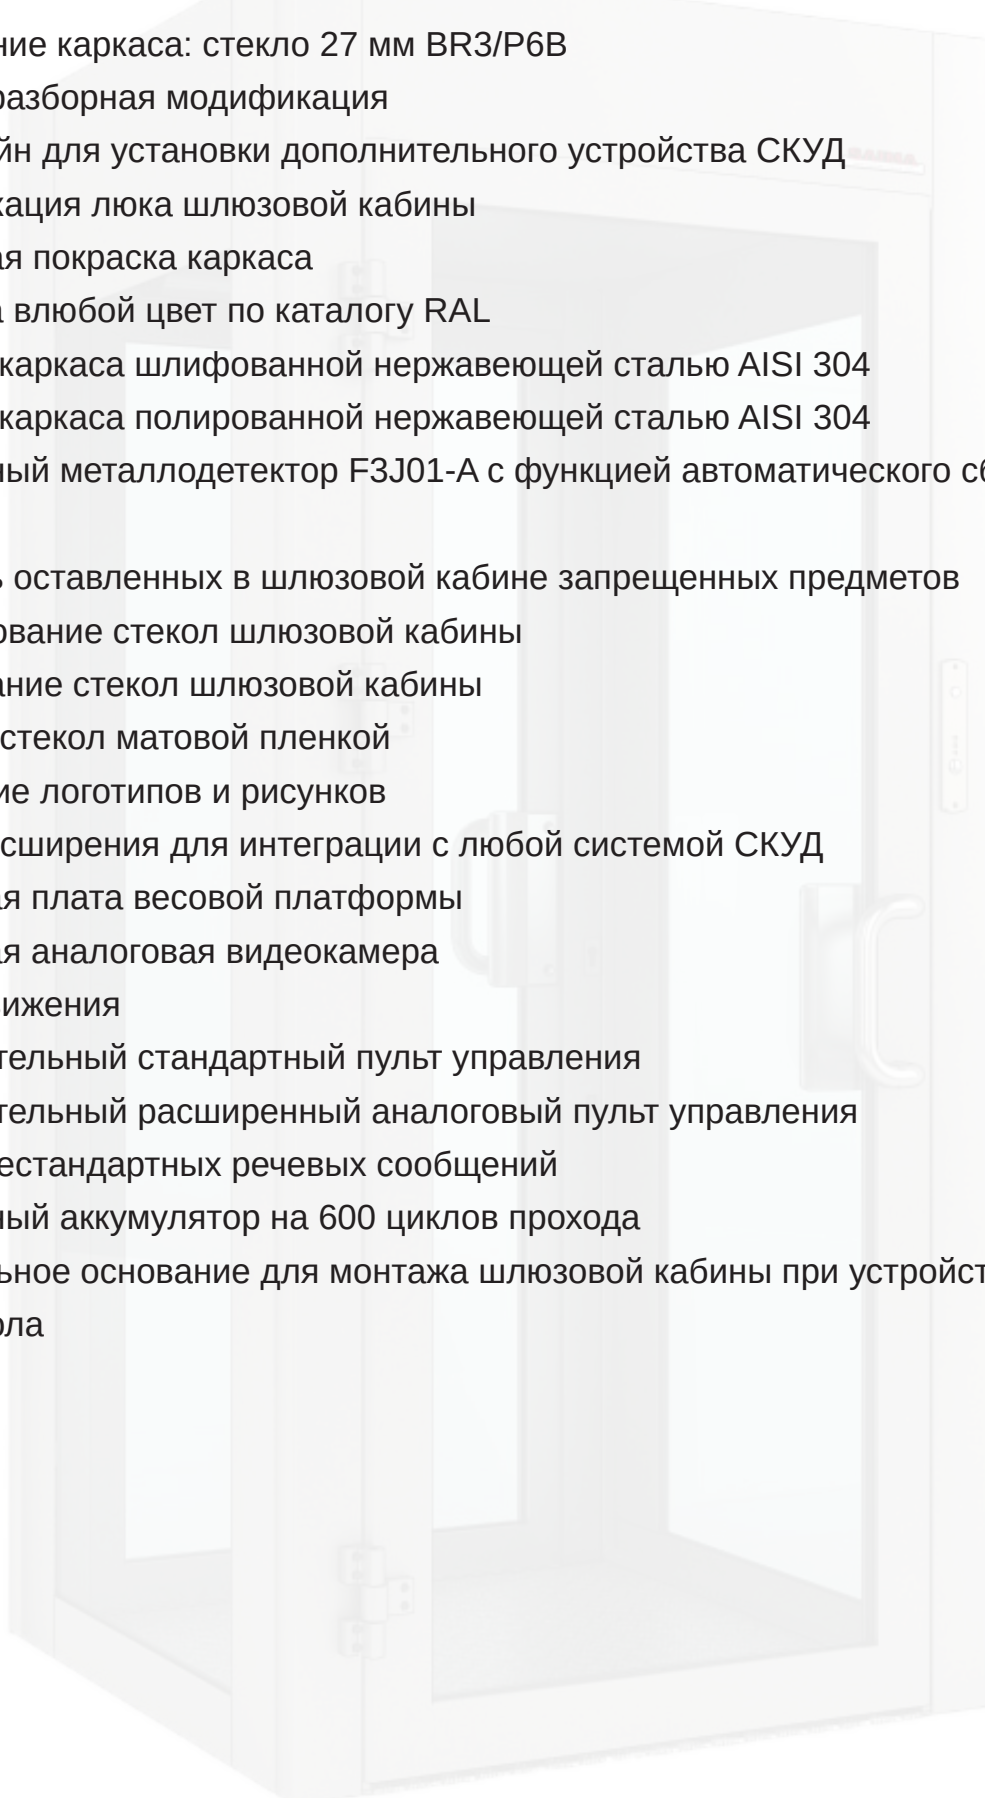 ние каркаса: стекло 27 мм BR3/P6B
разборная модификация
йн для установки дополнительного устройства СКУД
кация люка шлюзовой кабины
ая покраска каркаса
а влюбой цвет по каталогу RAL
каркаса шлифованной нержавеющей сталью AISI 304
каркаса полированной нержавеющей сталью AISI 304
ный металлодетектор F3J01-A с функцией автоматического сб
ь оставленных в шлюзовой кабине запрещенных предметов
ование стекол шлюзовой кабины
ание стекол шлюзовой кабины
стекол матовой пленкой
ие логотипов и рисунков
сширения для интеграции с любой системой СКУД
ая плата весовой платформы
ая аналоговая видеокамера
вижения
тельный стандартный пульт управления
тельный расширенный аналоговый пульт управления
естандартных речевых сообщений
ный аккумулятор на 600 циклов прохода
ьное основание для монтажа шлюзовой кабины при устройст
ола